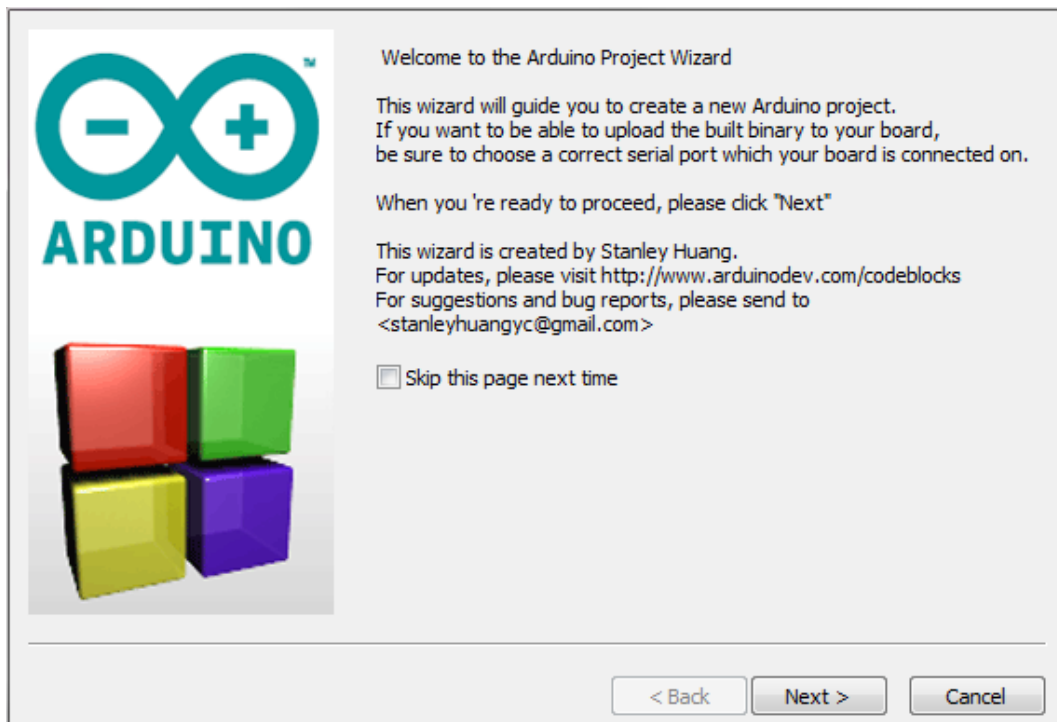 ™
ARDUINO
Welcome to the Arduino Project Wizard
This wizard will guide you to create a new Arduino project.
If you want to be able to upload the built binary to your board,
be sure to choose a correct serial port which your board is connected on.
When you 're ready to proceed, please click "Next"
This wizard is created by Stanley Huang.
For updates, please visit http://www.arduinodev.com/codeblocks
For suggestions and bug reports, please send to
<stanleyhuangyc@gmail.com>
Skip this page next time
< Back
Next >
Cancel